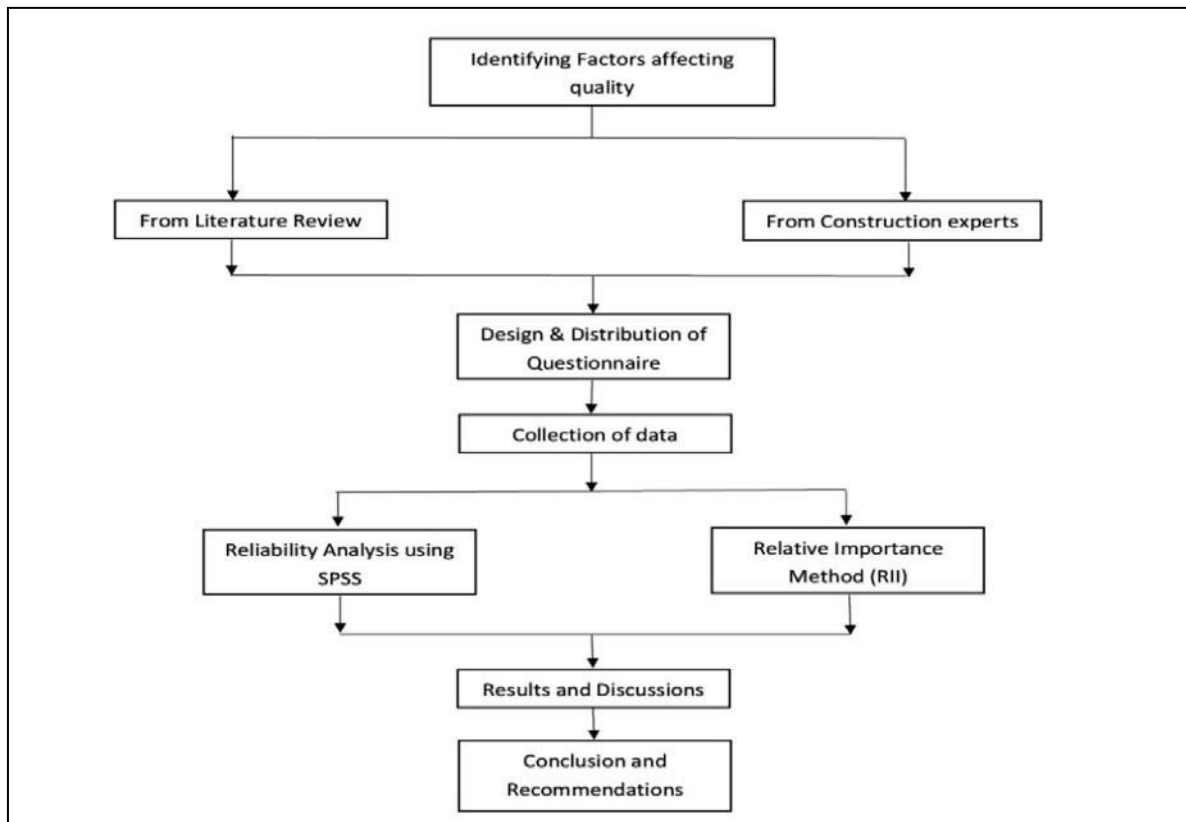 Identifying Factors affecting
quality
From Literature Review
From Construction experts
Design & Distribution of
Questionnaire
Collection of data
Reliability Analysis using
SPSS
Relative Importance
Method (RII)
Results and Discussions
Conclusion and
Recommendations